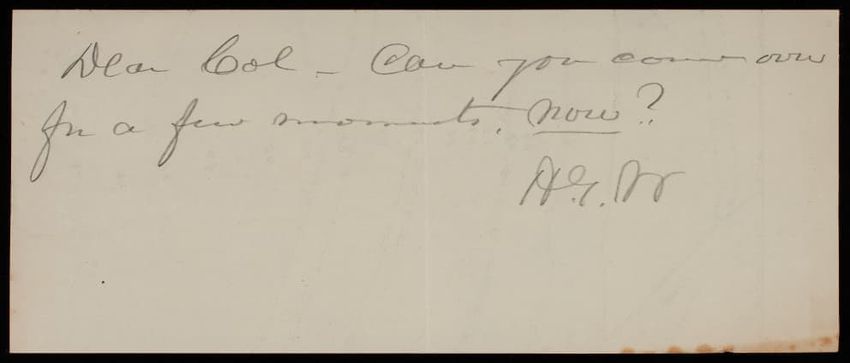 Dear Col – Can you come over
for a few moments, now?
H.G.W